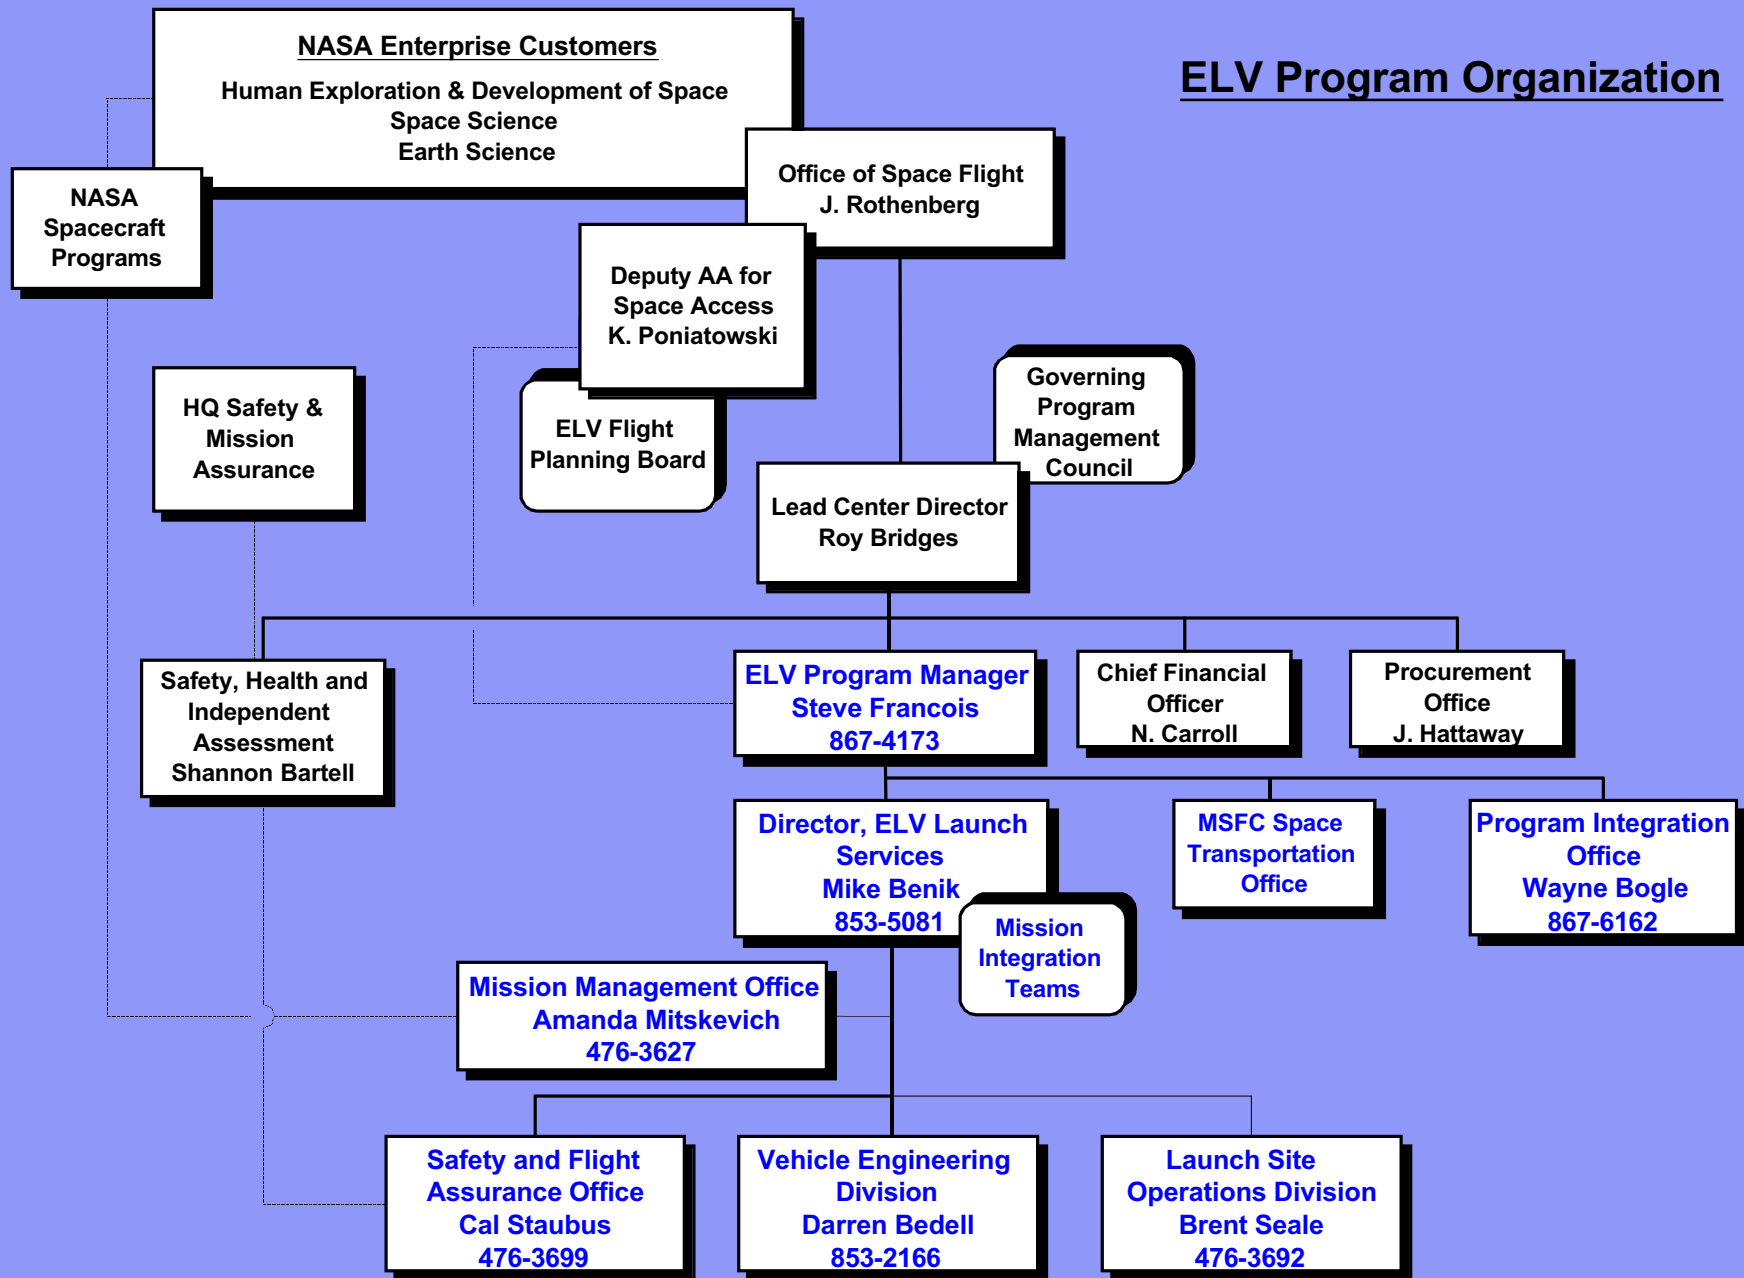 ELV Program Organization
NASA Enterprise Customers
Human Exploration & Development of Space
Space Science
Earth Science
Office of Space Flight
J. Rothenberg
NASA
Spacecraft
Programs
Deputy AA for
Space Access
K. Poniatowski
HQ Safety &
Mission
Assurance
ELV Flight
Planning Board
Governing
Program
Management
Council
Lead Center Director
Roy Bridges
Safety, Health and
Independent
Assessment
Shannon Bartell
ELV Program Manager
Steve Francois
867-4173
Chief Financial
Officer
N. Carroll
Procurement
Office
J. Hattaway
Director, ELV Launch
Services
Mike Benik
853-5081
MSFC Space
Transportation
Office
Program Integration
Office
Wayne Bogle
867-6162
Mission
Integration
Teams
Mission Management Office
Amanda Mitskevich
476-3627
Safety and Flight
Assurance Office
Cal Staubus
476-3699
Vehicle Engineering
Division
Darren Bedell
853-2166
Launch Site
Operations Division
Brent Seale
476-3692